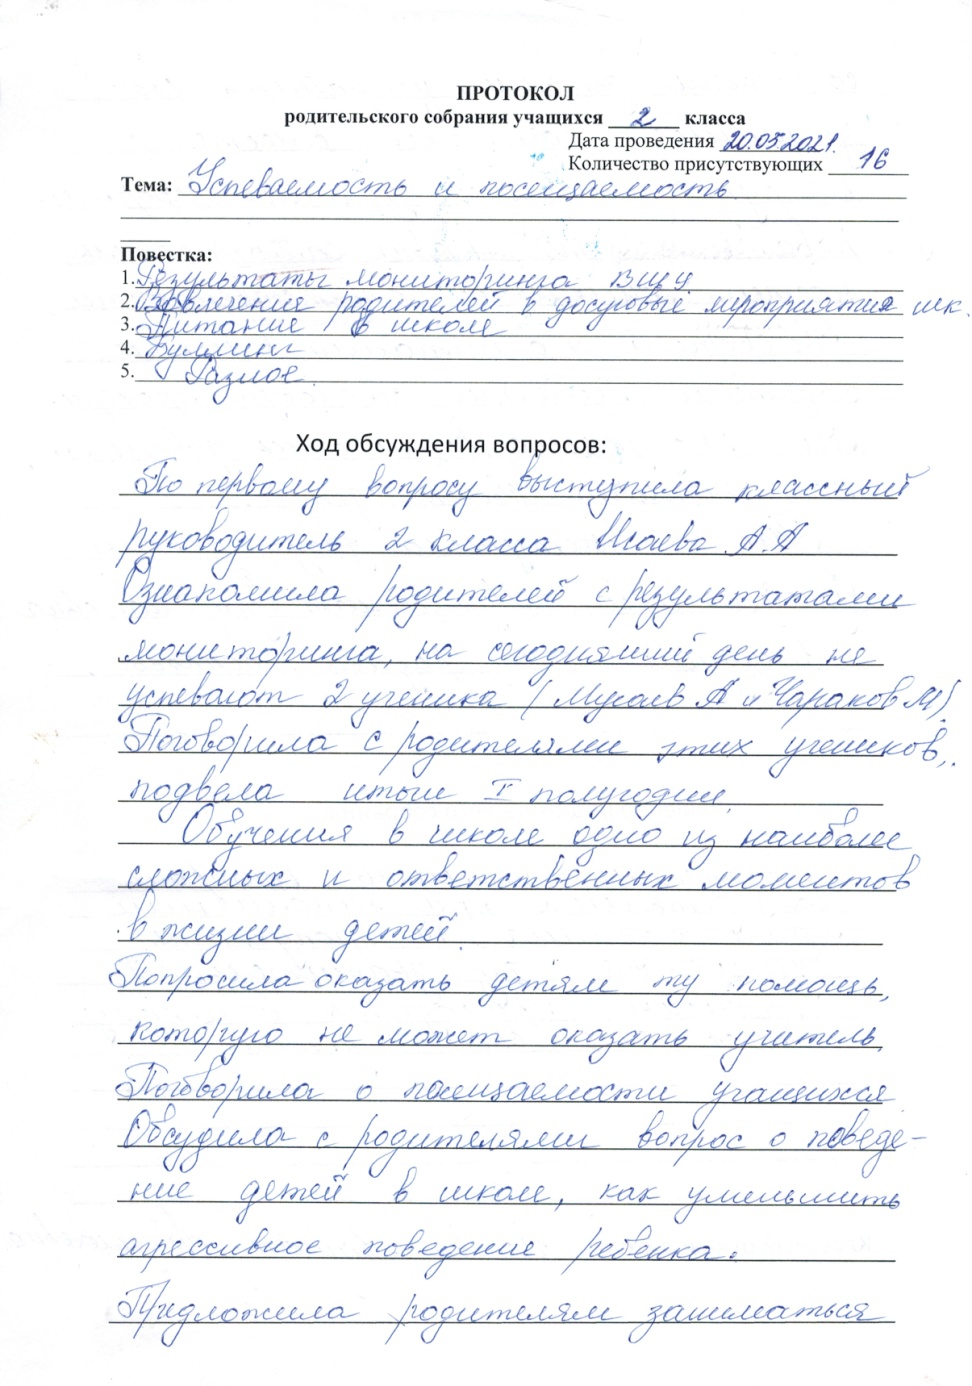 ПРОТОКОЛ
родительского собрания учащихся 2 класса
Дата проведения 20.05.2021.
Количество присутствующих 16
Тема: Успеваемость и посещаемость
Повестка:
1. Результаты мониторинга ВШУ.
2. Вовлечение родителей в досуговые мероприятия шк.
3. Питание в школе
4. Буллинг
5. Разное
Ход обсуждения вопросов:
По первому вопросу выступила классный
руководитель 2 класса А.А
Ознакомила родителей с результатами
мониторинга, на сегодняшний день не
успевают 2 ученика (Мусаев А и Чараков М).
Поговорила с родителями этих учеников,
подвела итоги I полугодии.
Обучения в школе одно из наиболее
сложных и ответственных моментов
в жизни детей.
Попросила оказать детям ту помощь,
которую не может оказать учитель.
Поговорила о посещаемости учащихся
Обсудила с родителями вопрос о поведе-
ние детей в школе, как уменьшить
агрессивное поведение ребенка.
Предложила родителям заниматься